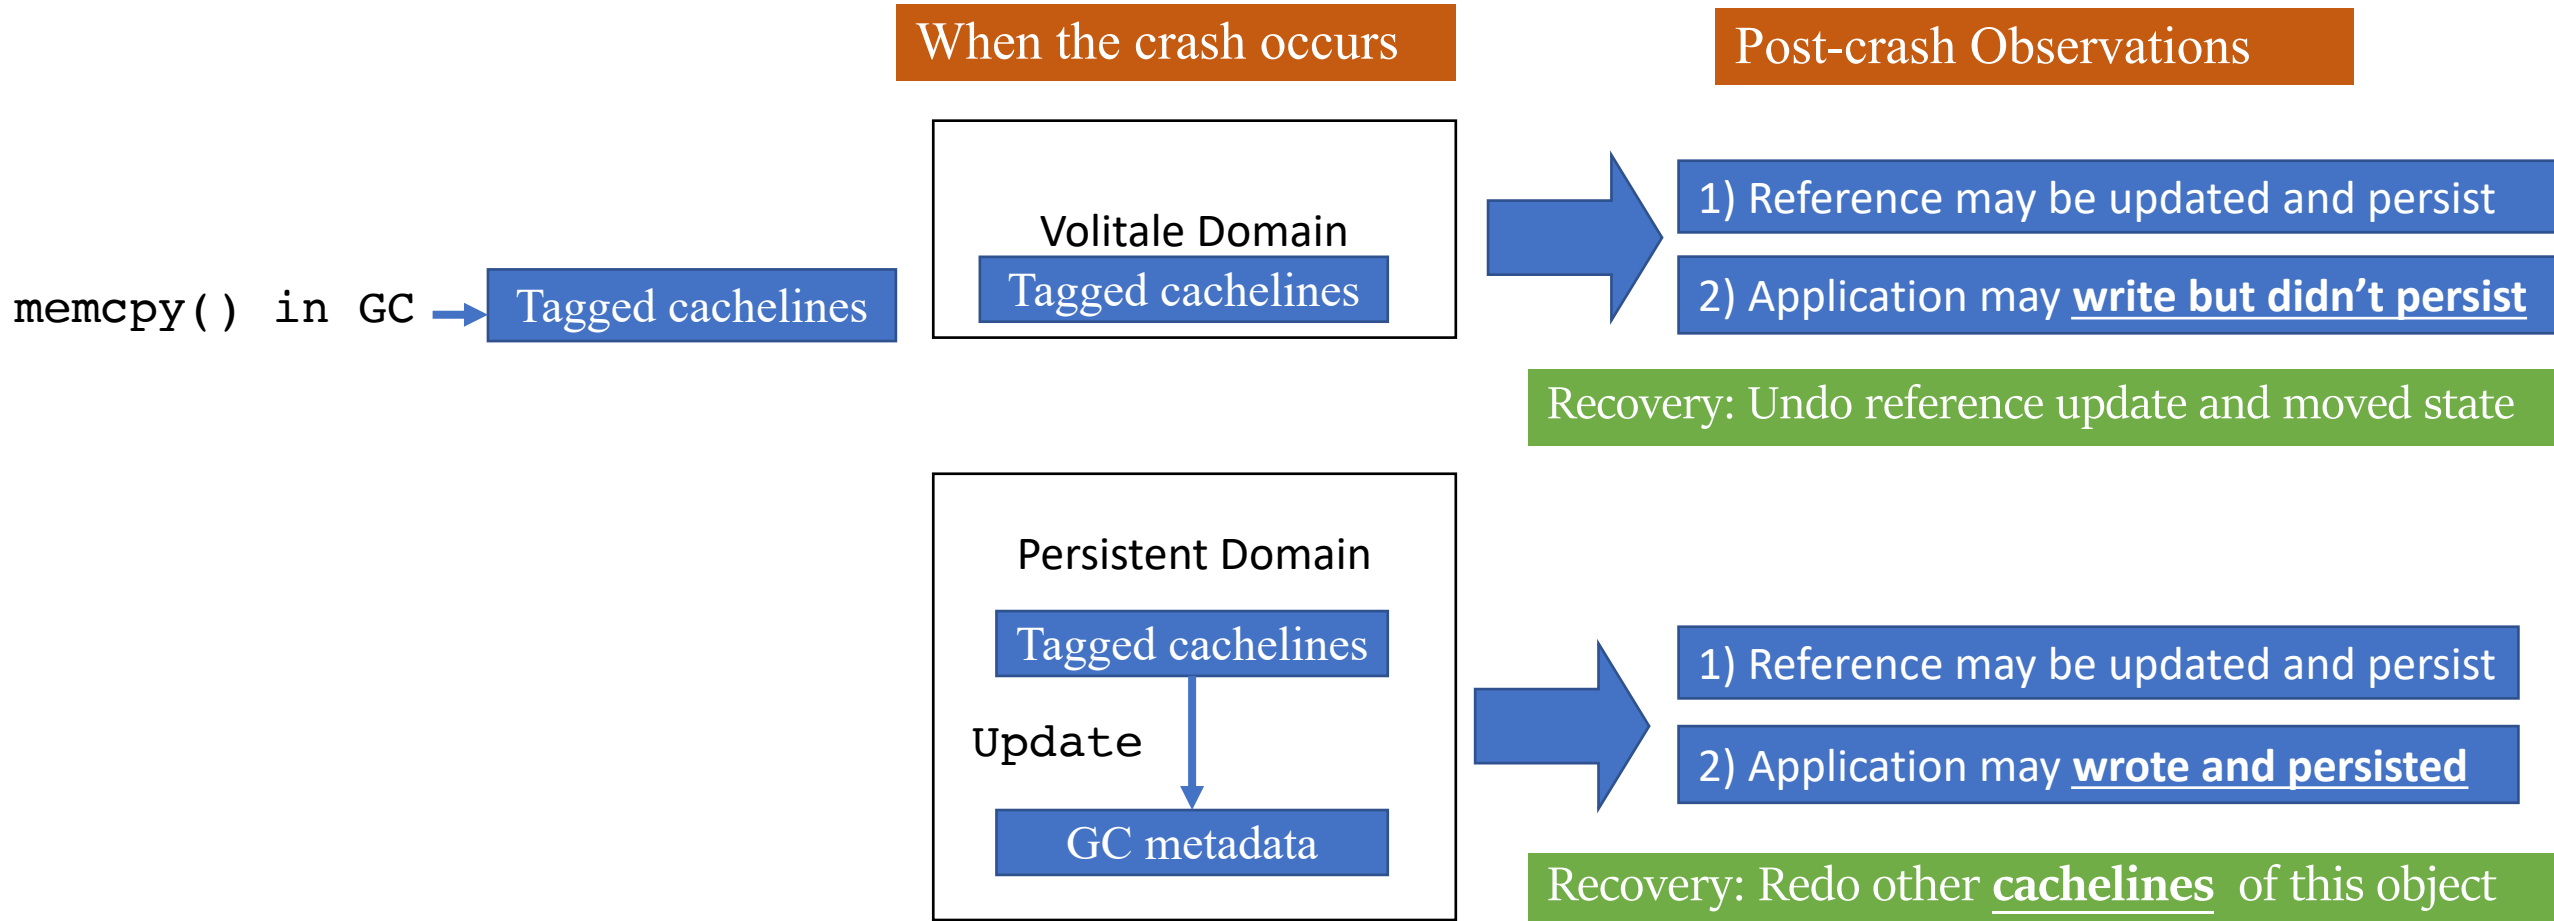 When the crash occurs
Post-crash Observations
memcpy() in GC
Tagged cachelines
Volitale Domain
Tagged cachelines
1) Reference may be updated and persist
2) Application may write but didn’t persist
Recovery: Undo reference update and moved state
Persistent Domain
Tagged cachelines
Update
GC metadata
1) Reference may be updated and persist
2) Application may wrote and persisted
Recovery: Redo other cachelines of this object